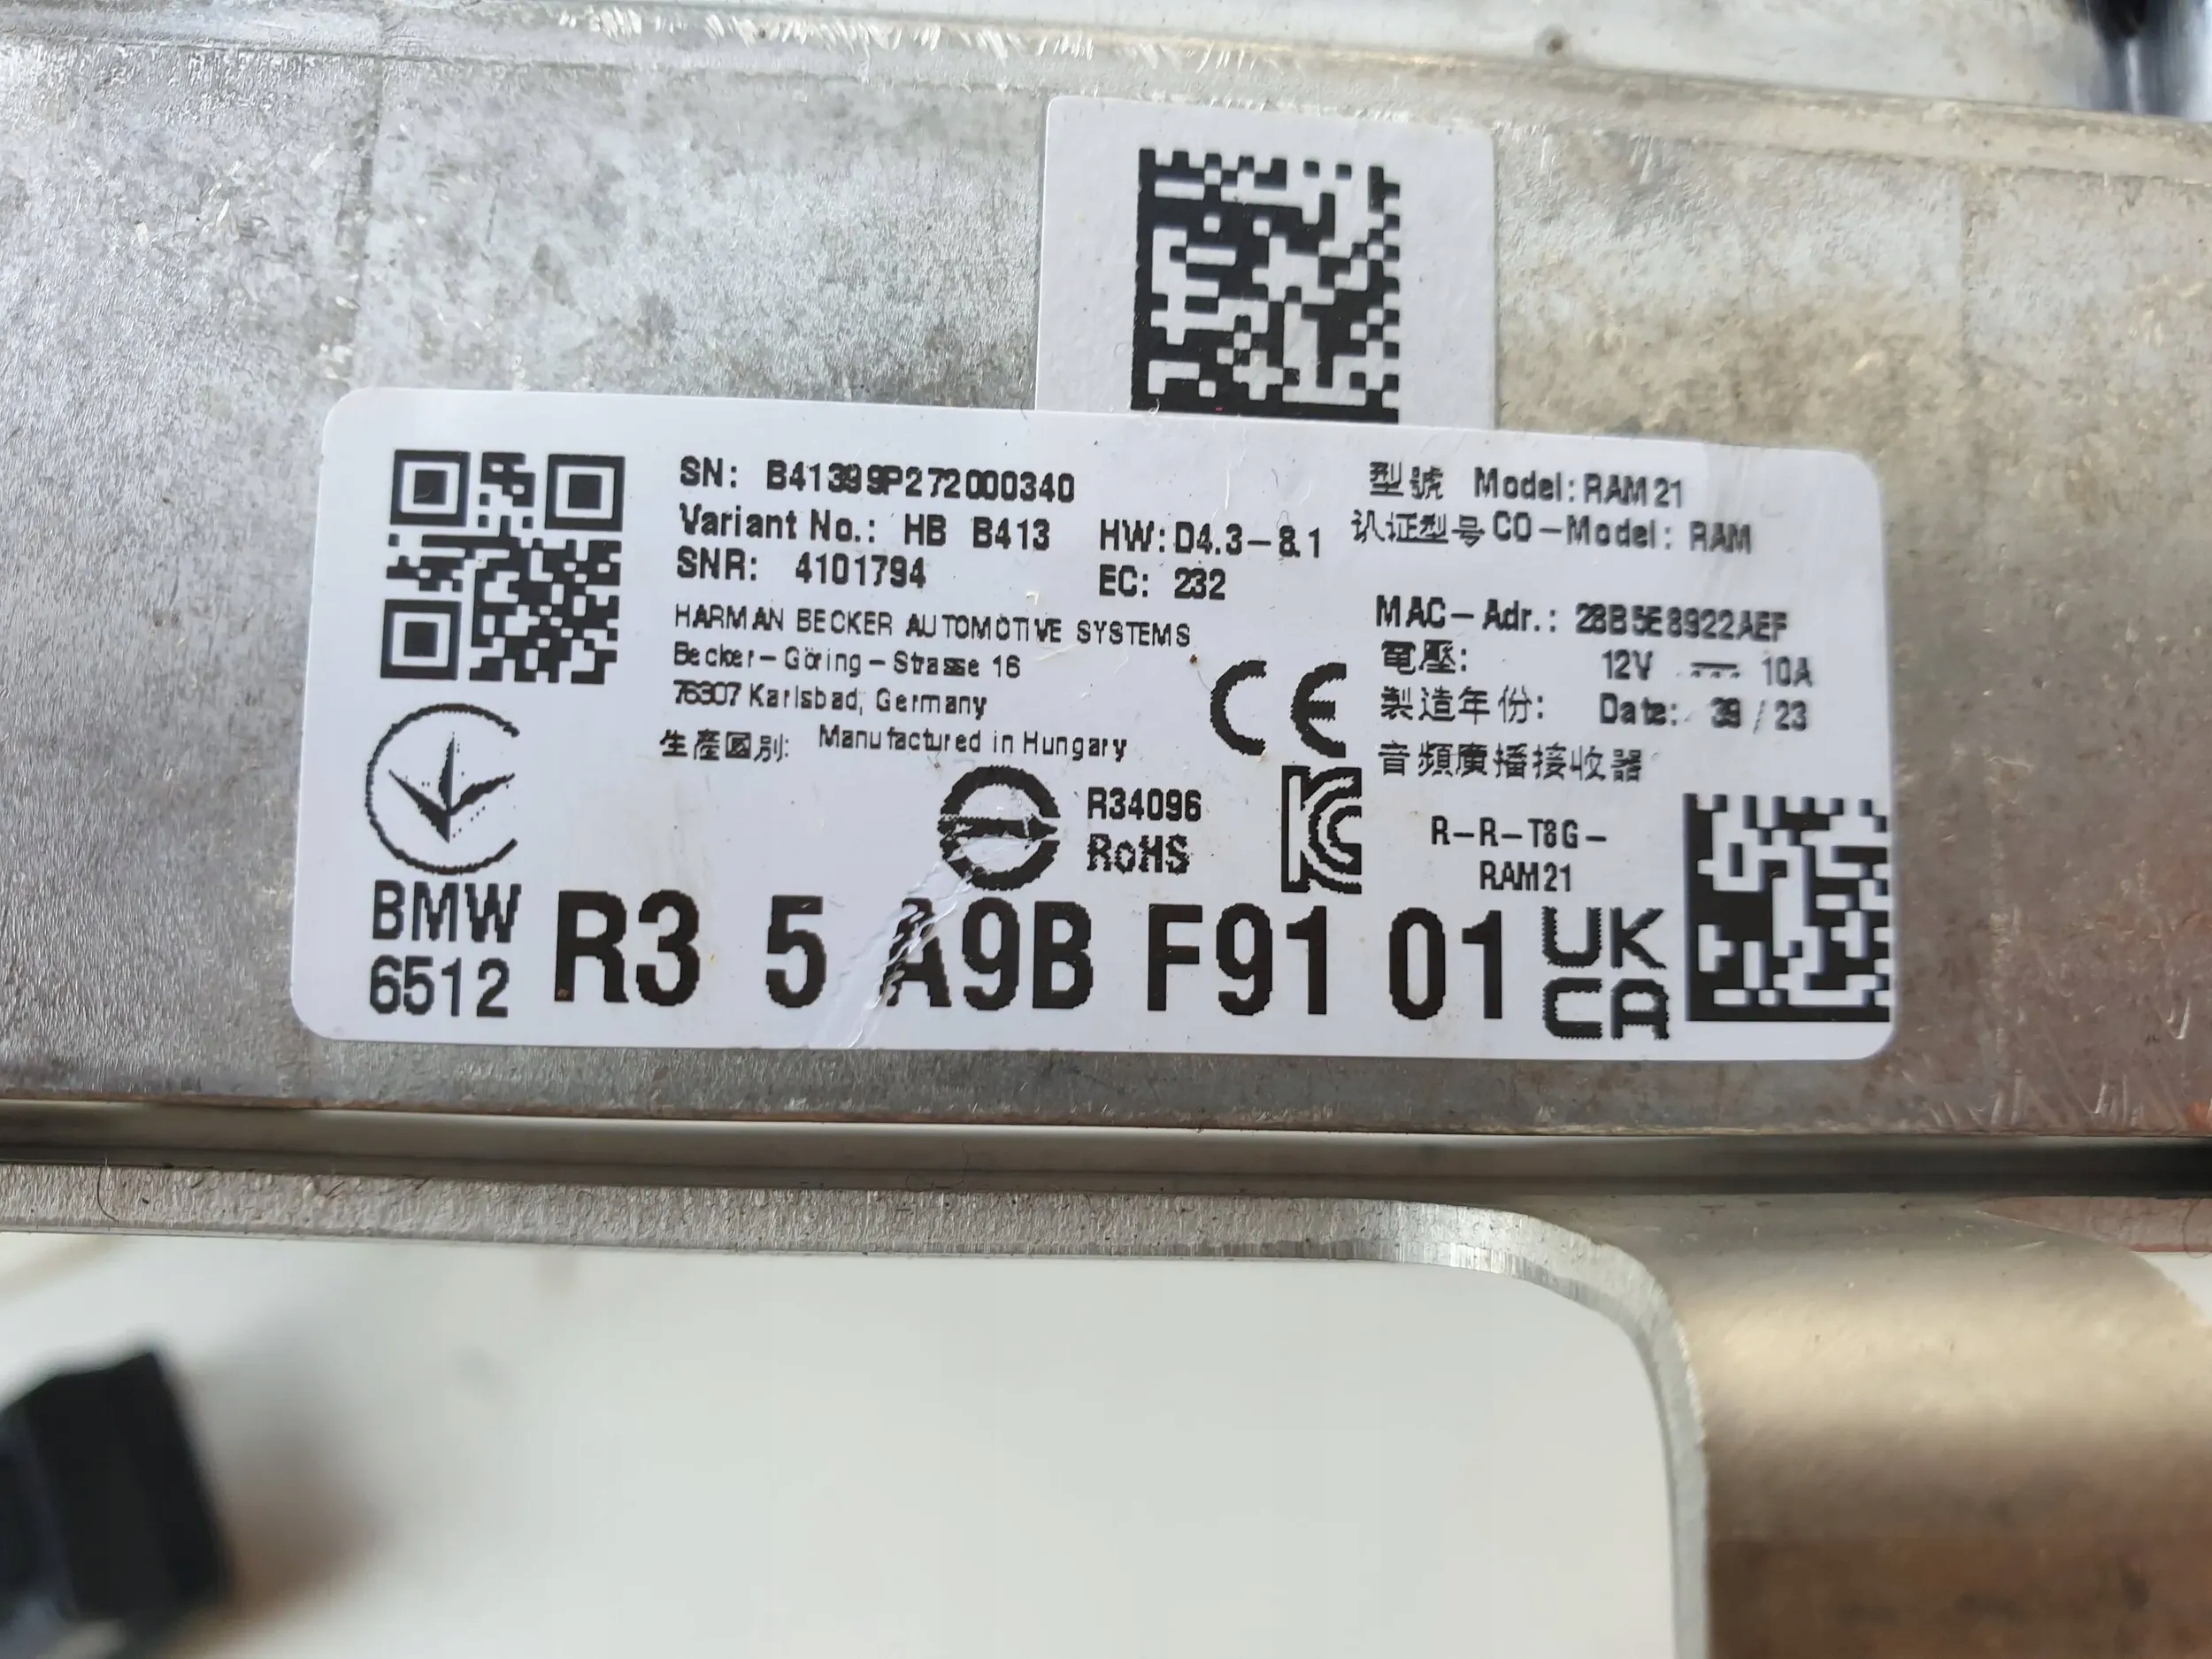 SN: B41399P272000340
Variant No.: HB B413 HW: D4.3-8.1
SNR: 4101794 EC: 232
HARMAN BECKER AUTOMOTIVE SYSTEMS
Becker-Göring-Strasse 16
76307 Karlsbad, Germany
生產國別: Manufactured in Hungary
型號 Model: RAM21
认证型号 CO-Model: RAM
MAC-Adr.: 28B5E8922AEF
電壓: 12V 10A
製造年份: Date: 39 / 23
音頻廣播接收器
CE
R34096
RoHS
R-R-T8G-
RAM21
BMW
6512
R3 5 A9B F91 01
UK
CA